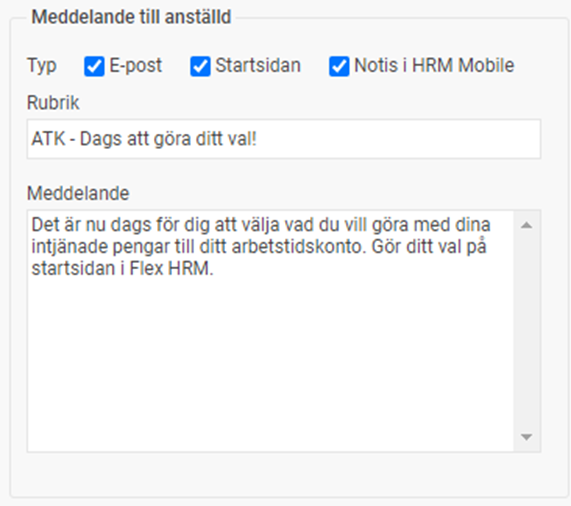 Meddelande till anställd
Typ E-post Startsidan Notis i HRM Mobile
Rubrik
ATK - Dags att göra ditt val!
Meddelande
Det är nu dags för dig att välja vad du vill göra med dina
intjänade pengar till ditt arbetstidskonto. Gör ditt val på
startsidan i Flex HRM.